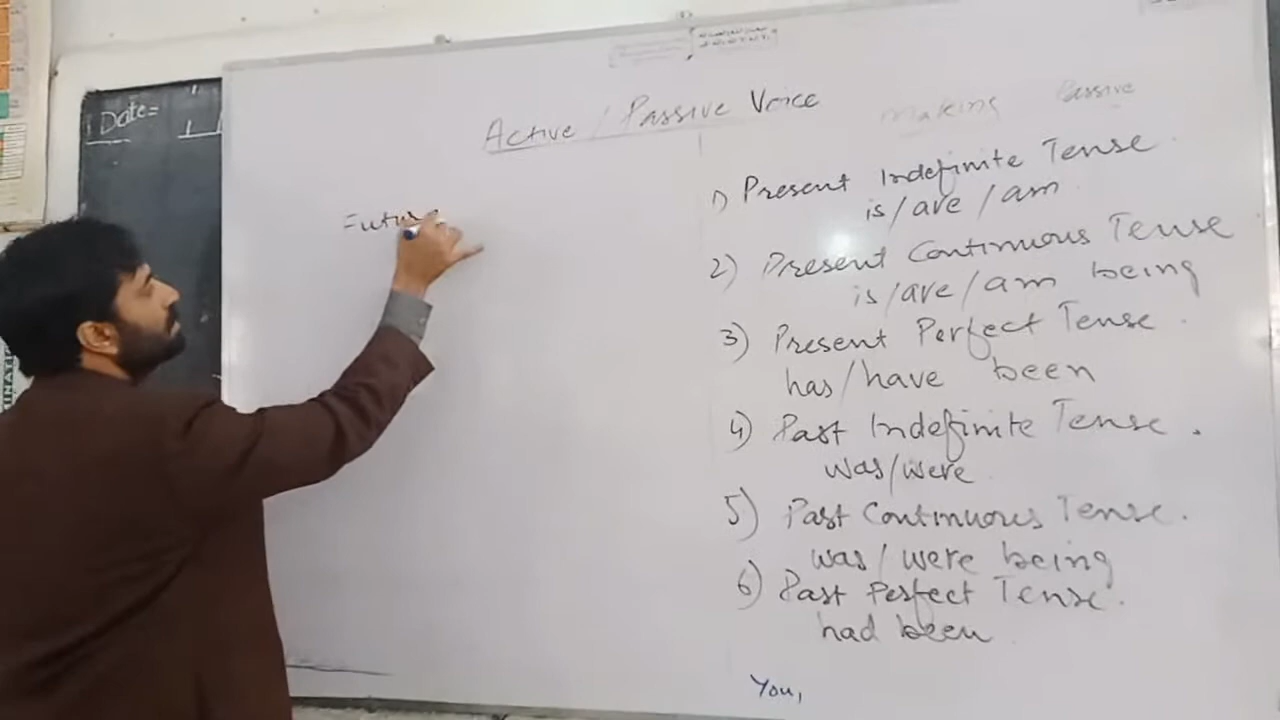 Date=
Active / Passive Voice
Making Passive
Futur
1) Present Indefinite Tense
is/are/am
2) Present Continuous Tense
is/are/am being
3) Present Perfect Tense
has/have been
4) Past Indefinite Tense.
was/were
5) Past Continuous Tense.
was/were being
6) Past Perfect Tense.
had been
You,